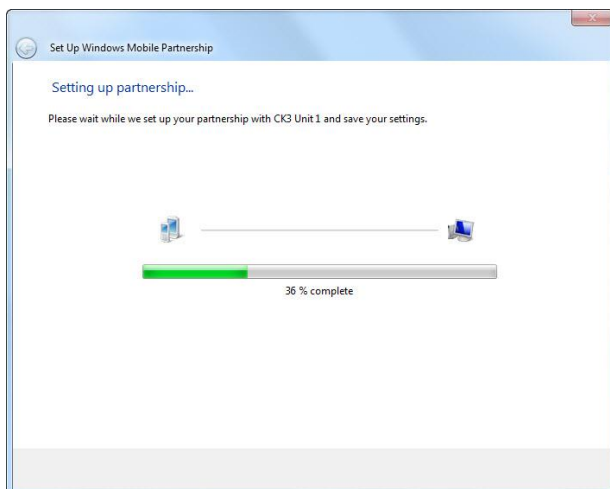 Set Up Windows Mobile Partnership
Setting up partnership...
Please wait while we set up your partnership with CK3 Unit 1 and save your settings.
36 % complete